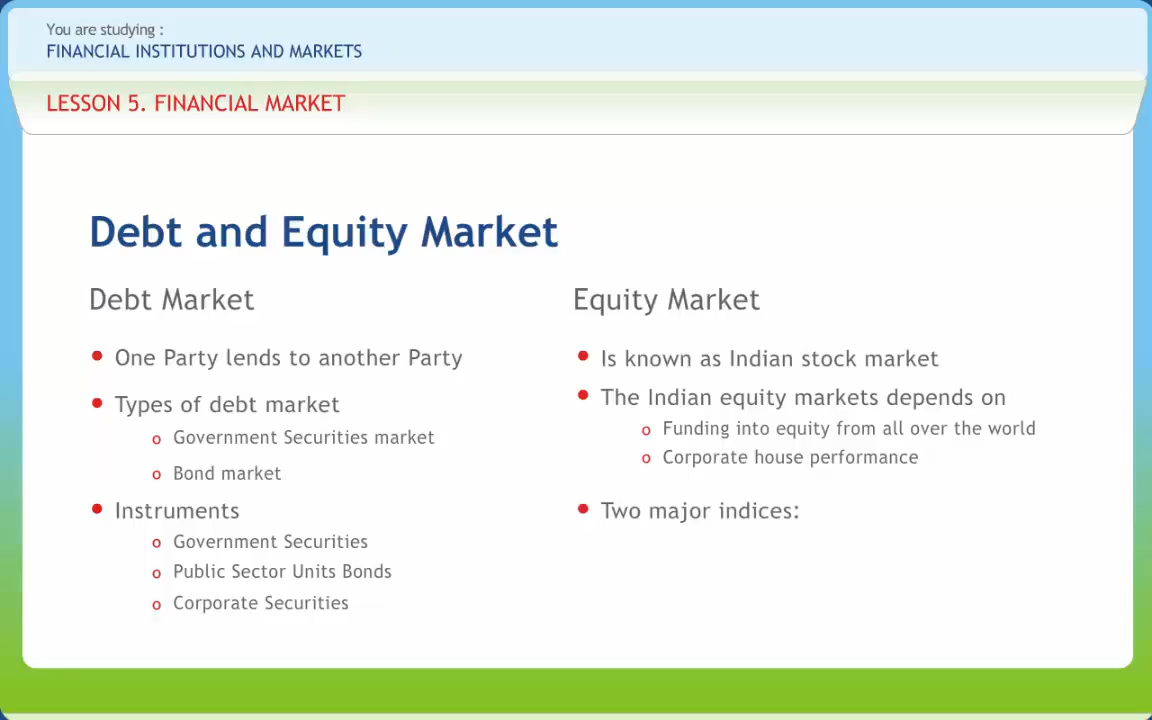 You are studying :
FINANCIAL INSTITUTIONS AND MARKETS
LESSON 5. FINANCIAL MARKET
Debt and Equity Market
Debt Market
• One Party lends to another Party
• Types of debt market
o Government Securities market
o Bond market
• Instruments
o Government Securities
o Public Sector Units Bonds
o Corporate Securities
Equity Market
• Is known as Indian stock market
• The Indian equity markets depends on
o Funding into equity from all over the world
o Corporate house performance
• Two major indices: